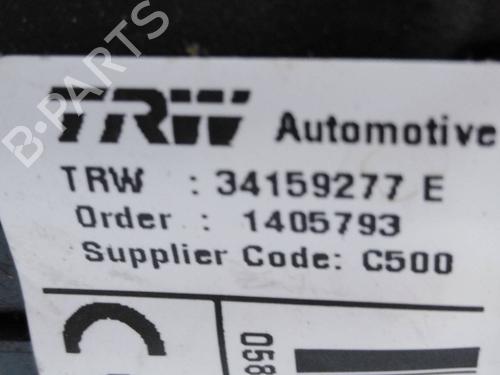 TRW Automotive
TRW : 34159277 E
Order : 1405793
Supplier Code: C500
C
058
B-PARTS